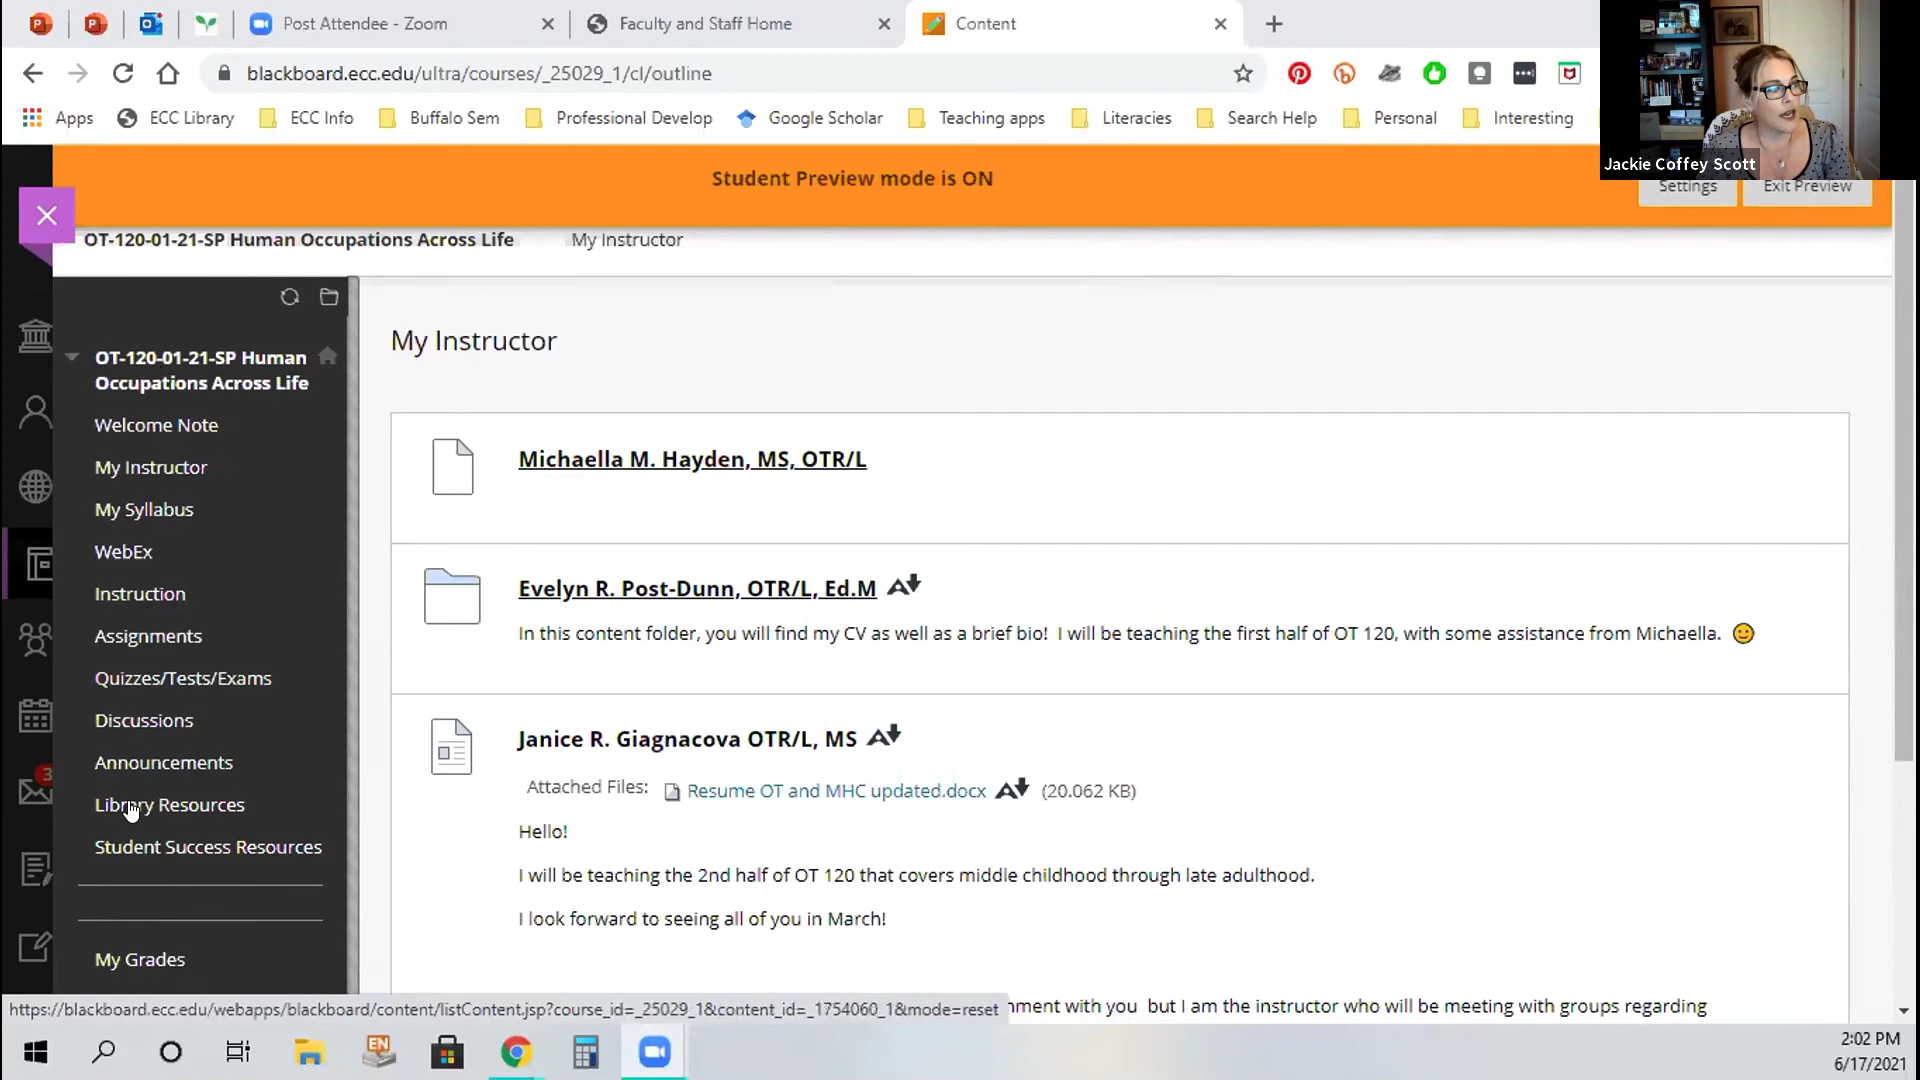 Post Attendee - Zoom
Faculty and Staff Home
Content
blackboard.ecc.edu/ultra/courses/_25029_1/cl/outline
Apps
ECC Library
ECC Info
Buffalo Sem
Professional Develop
Google Scholar
Teaching apps
Literacies
Search Help
Personal
Interesting
Jackie Coffey Scott
Student Preview mode is ON
Settings
Exit Preview
OT-120-01-21-SP Human Occupations Across Life
My Instructor
OT-120-01-21-SP Human
Occupations Across Life
Welcome Note
My Instructor
My Syllabus
WebEx
Instruction
Assignments
Quizzes/Tests/Exams
Discussions
Announcements
Library Resources
Student Success Resources
My Grades
3
My Instructor
Michaella M. Hayden, MS, OTR/L
Evelyn R. Post-Dunn, OTR/L, Ed.M
In this content folder, you will find my CV as well as a brief bio! I will be teaching the first half of OT 120, with some assistance from Michaella.
Janice R. Giagnacova OTR/L, MS
Attached Files: Resume OT and MHC updated.docx (20.062 KB)
Hello!
I will be teaching the 2nd half of OT 120 that covers middle childhood through late adulthood.
I look forward to seeing all of you in March!
with you but I am the instructor who will be meeting with groups regarding
https://blackboard.ecc.edu/webapps/blackboard/content/listContent.jsp?course_id=_25029_1&content_id=_1754060_1&mode=reset
EN
2:02 PM
6/17/2021